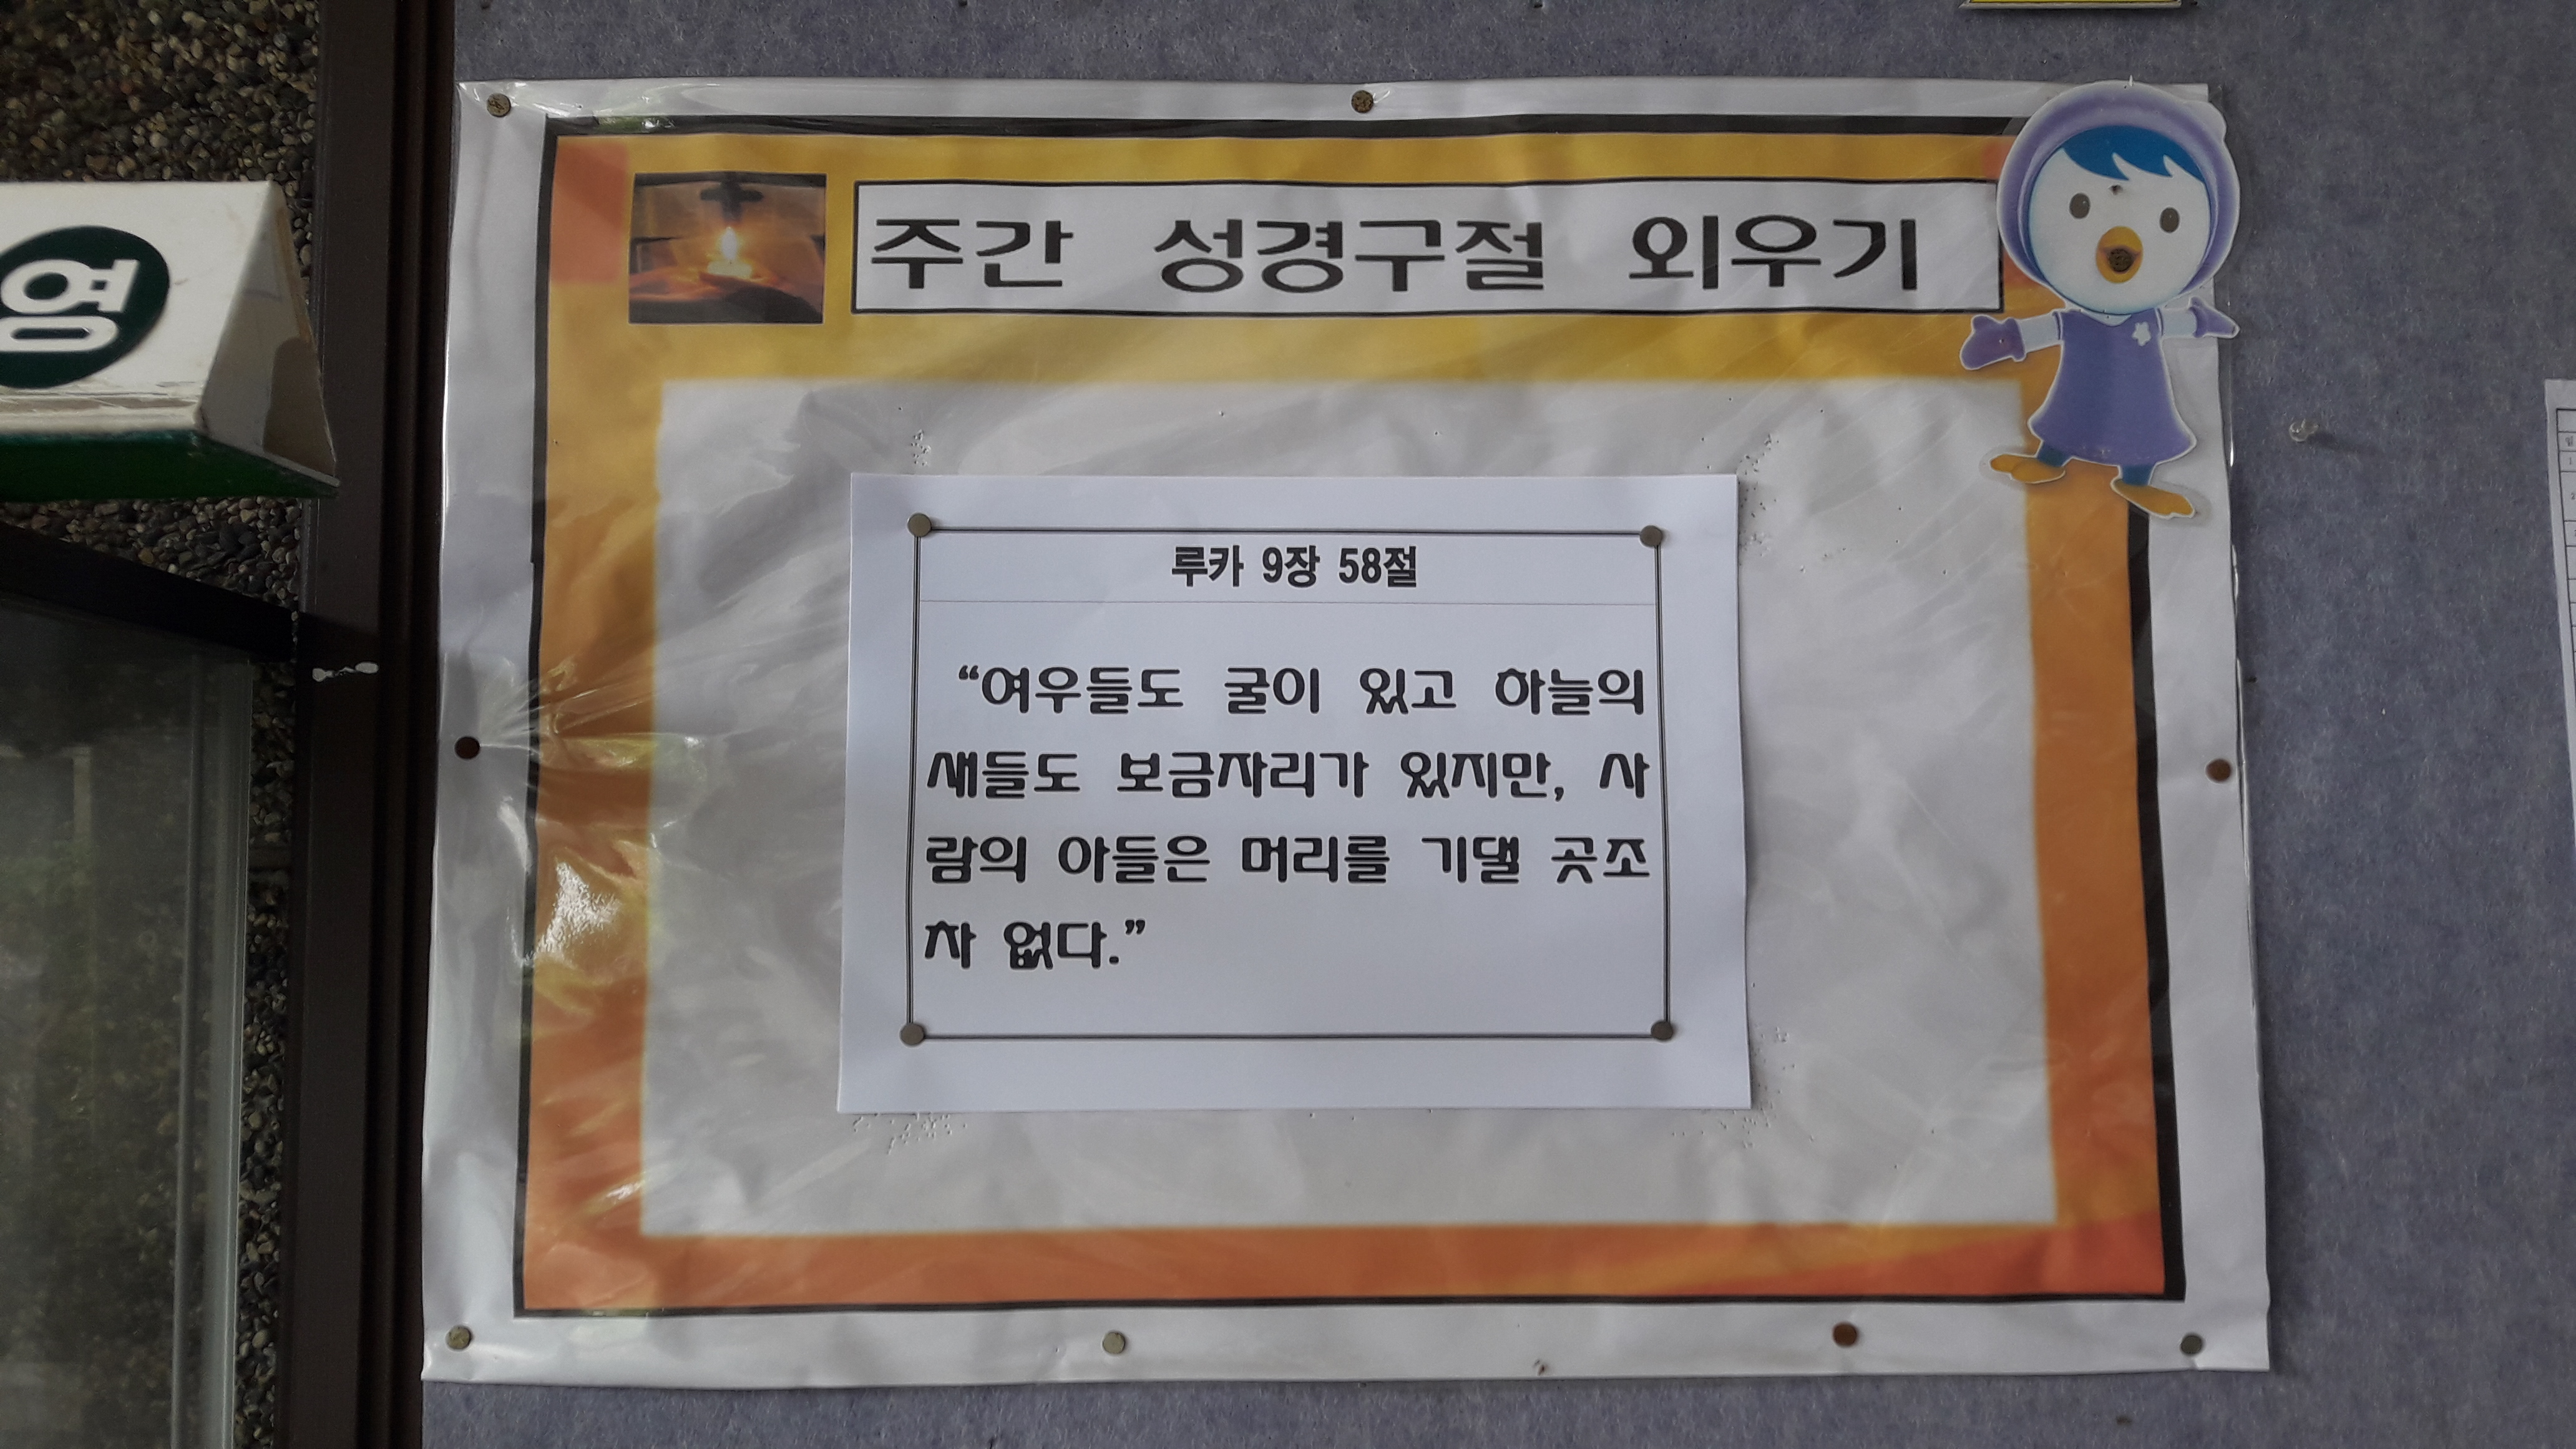 영
주간 성경구절 외우기
루카 9장 58절
“여우들도 굴이 있고 하늘의
새들도 보금자리가 있지만, 사
람의 아들은 머리를 기댈 곳조
차 없다.”